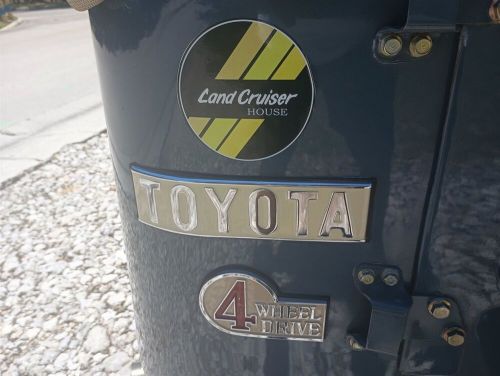 Land Cruiser
HOUSE
TOYOTA
4 WHEEL
DRIVE